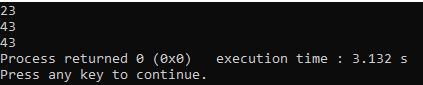 23
43
43
Process returned 0 (0x0)   execution time : 3.132 s
Press any key to continue.